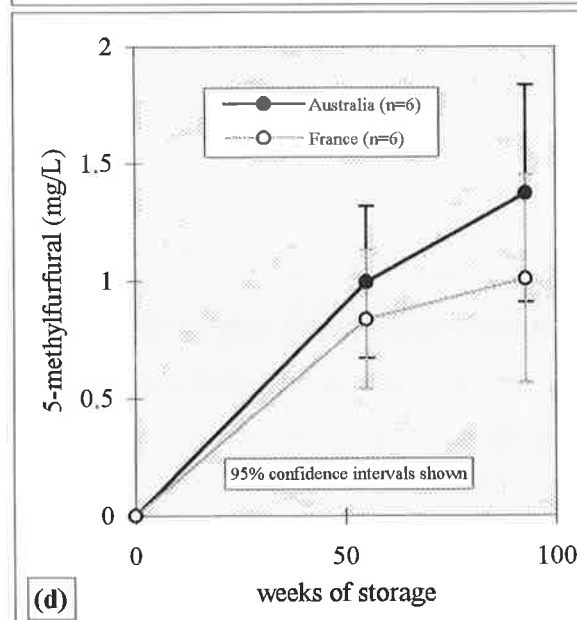 2
Australia (n=6)
France (n=6)
1.5
1
0.5
0
5-methylfurfural (mg/L)
95% confidence intervals shown
0
50
100
weeks of storage
(d)